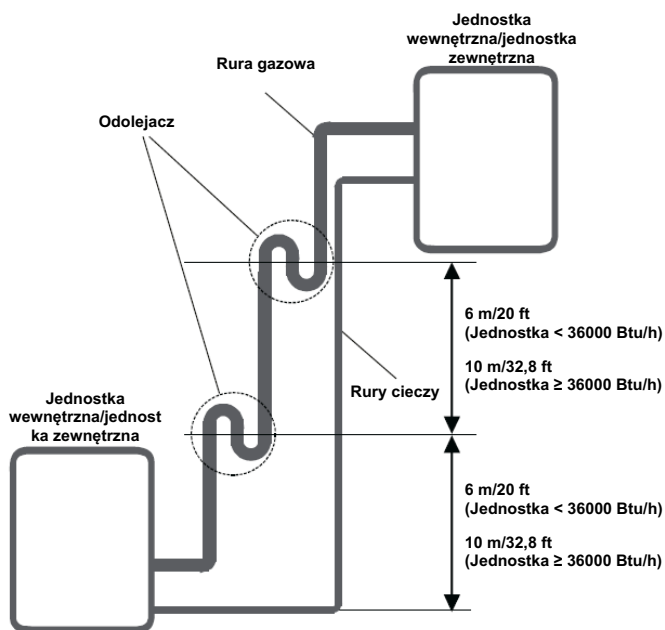 Jednostka
wewnętrzna/jednostka
zewnętrzna
Rura gazowa
Odolejacz
6 m/20 ft
(Jednostka < 36000 Btu/h)
10 m/32,8 ft
(Jednostka ≥ 36000 Btu/h)
Rury cieczy
Jednostka
wewnętrzna/jednost
ka zewnętrzna
6 m/20 ft
(Jednostka < 36000 Btu/h)
10 m/32,8 ft
(Jednostka ≥ 36000 Btu/h)